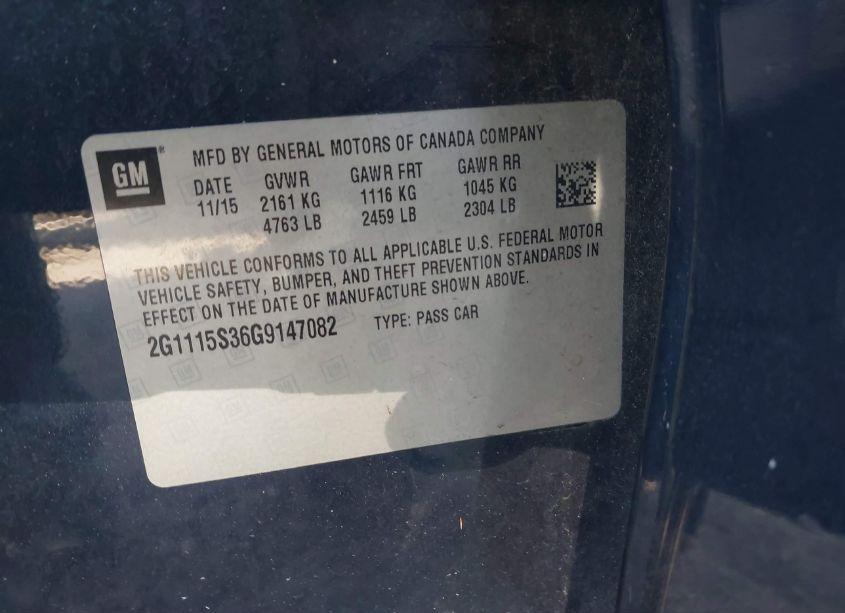 GM
MFD BY GENERAL MOTORS OF CANADA COMPANY
DATE GVWR GAWR FRT GAWR RR
11/15 2161 KG 1116 KG 1045 KG
4763 LB 2459 LB 2304 LB
THIS VEHICLE CONFORMS TO ALL APPLICABLE U.S. FEDERAL MOTOR
VEHICLE SAFETY, BUMPER, AND THEFT PREVENTION STANDARDS IN
EFFECT ON THE DATE OF MANUFACTURE SHOWN ABOVE.
2G1115S36G9147082 TYPE: PASS CAR